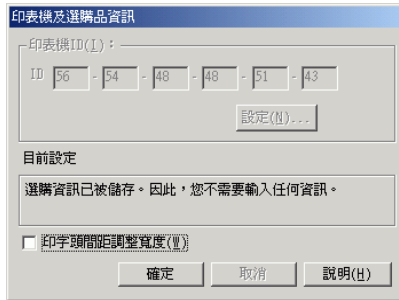 印表機及選購品資訊
印表機ID(I)：
ID 56 - 54 - 48 - 48 - 51 - 43
設定(N)...
目前設定
選購資訊已被儲存。因此，您不需要輸入任何資訊。
印字頭間距調整寬度(W)
確定 取消 說明(H)